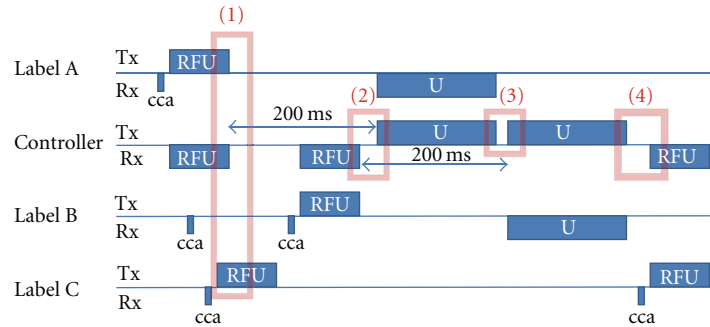 (1)
Label A
Tx
Rx
RFU
cca
U
(2)
(3)
(4)
200 ms
Controller
Tx
Rx
RFU
RFU
U
U
RFU
200 ms
Label B
Tx
Rx
cca
cca
RFU
U
Label C
Tx
Rx
cca
RFU
cca
RFU